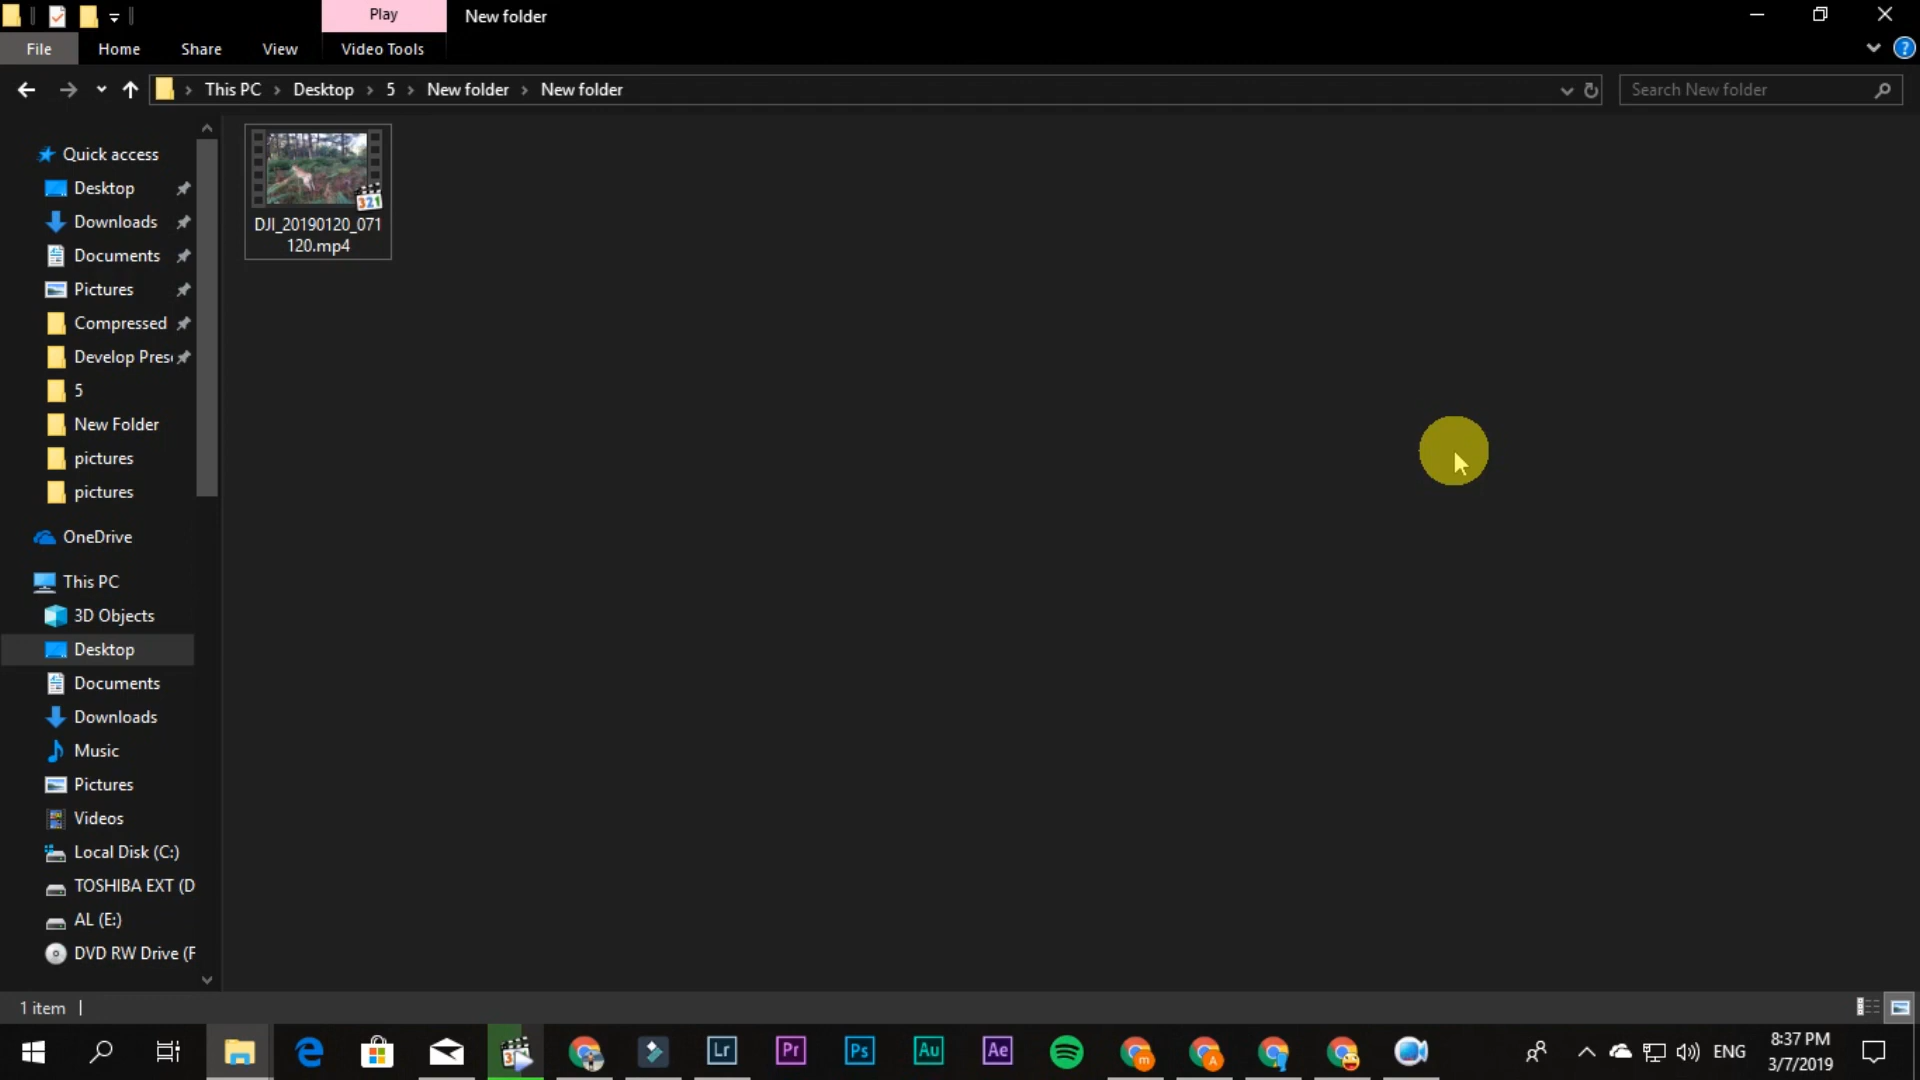 Play
New folder
File
Home
Share
View
Video Tools
This PC
Desktop
5
New folder
New folder
Search New folder
Quick access
Desktop
Downloads
Documents
Pictures
Compressed
Develop Pres
5
New Folder
pictures
pictures
OneDrive
This PC
3D Objects
Desktop
Documents
Downloads
Music
Pictures
Videos
Local Disk (C:)
TOSHIBA EXT (D
AL (E:)
DVD RW Drive (F
DJI_20190120_071
120.mp4
321
1 item
Lr
Pr
Ps
Au
Ae
m
A
ENG
8:37 PM
3/7/2019